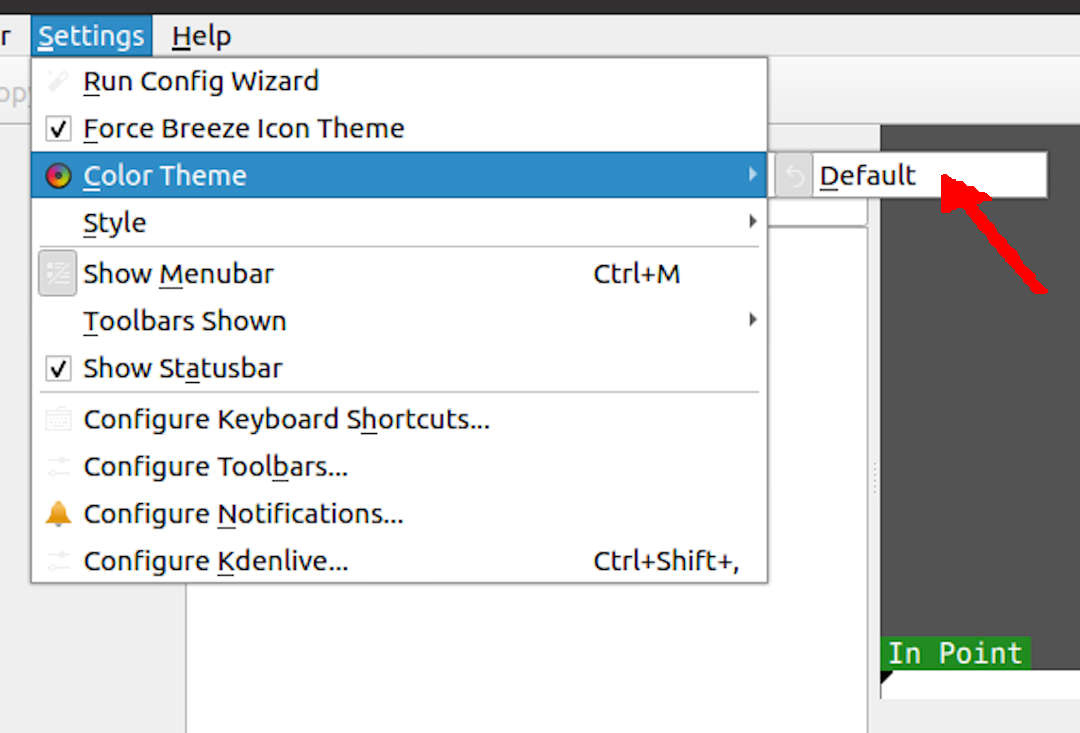 r Settings Help
opy
Run Config Wizard
Force Breeze Icon Theme
Color Theme
Default
Style
Show Menubar Ctrl+M
Toolbars Shown
Show Statusbar
Configure Keyboard Shortcuts...
Configure Toolbars...
Configure Notifications...
Configure Kdenlive... Ctrl+Shift+,
In Point